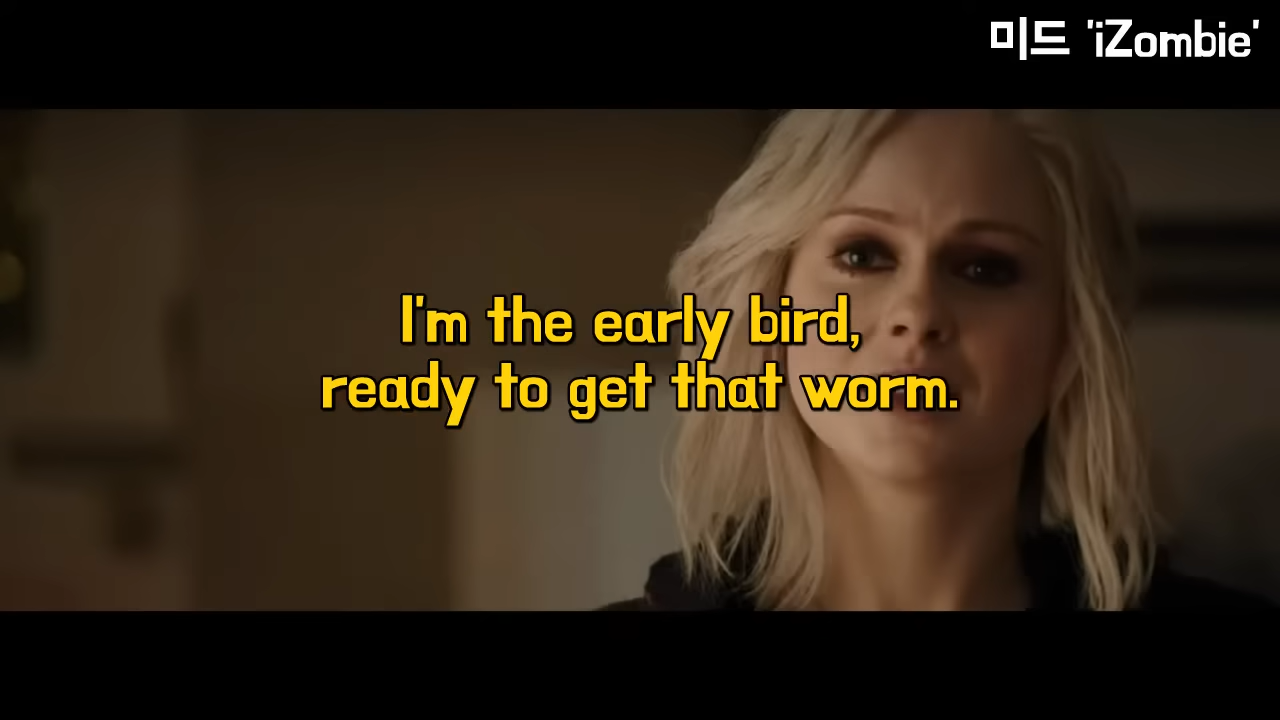 미드 'iZombie'
I'm the early bird,
ready to get that worm.